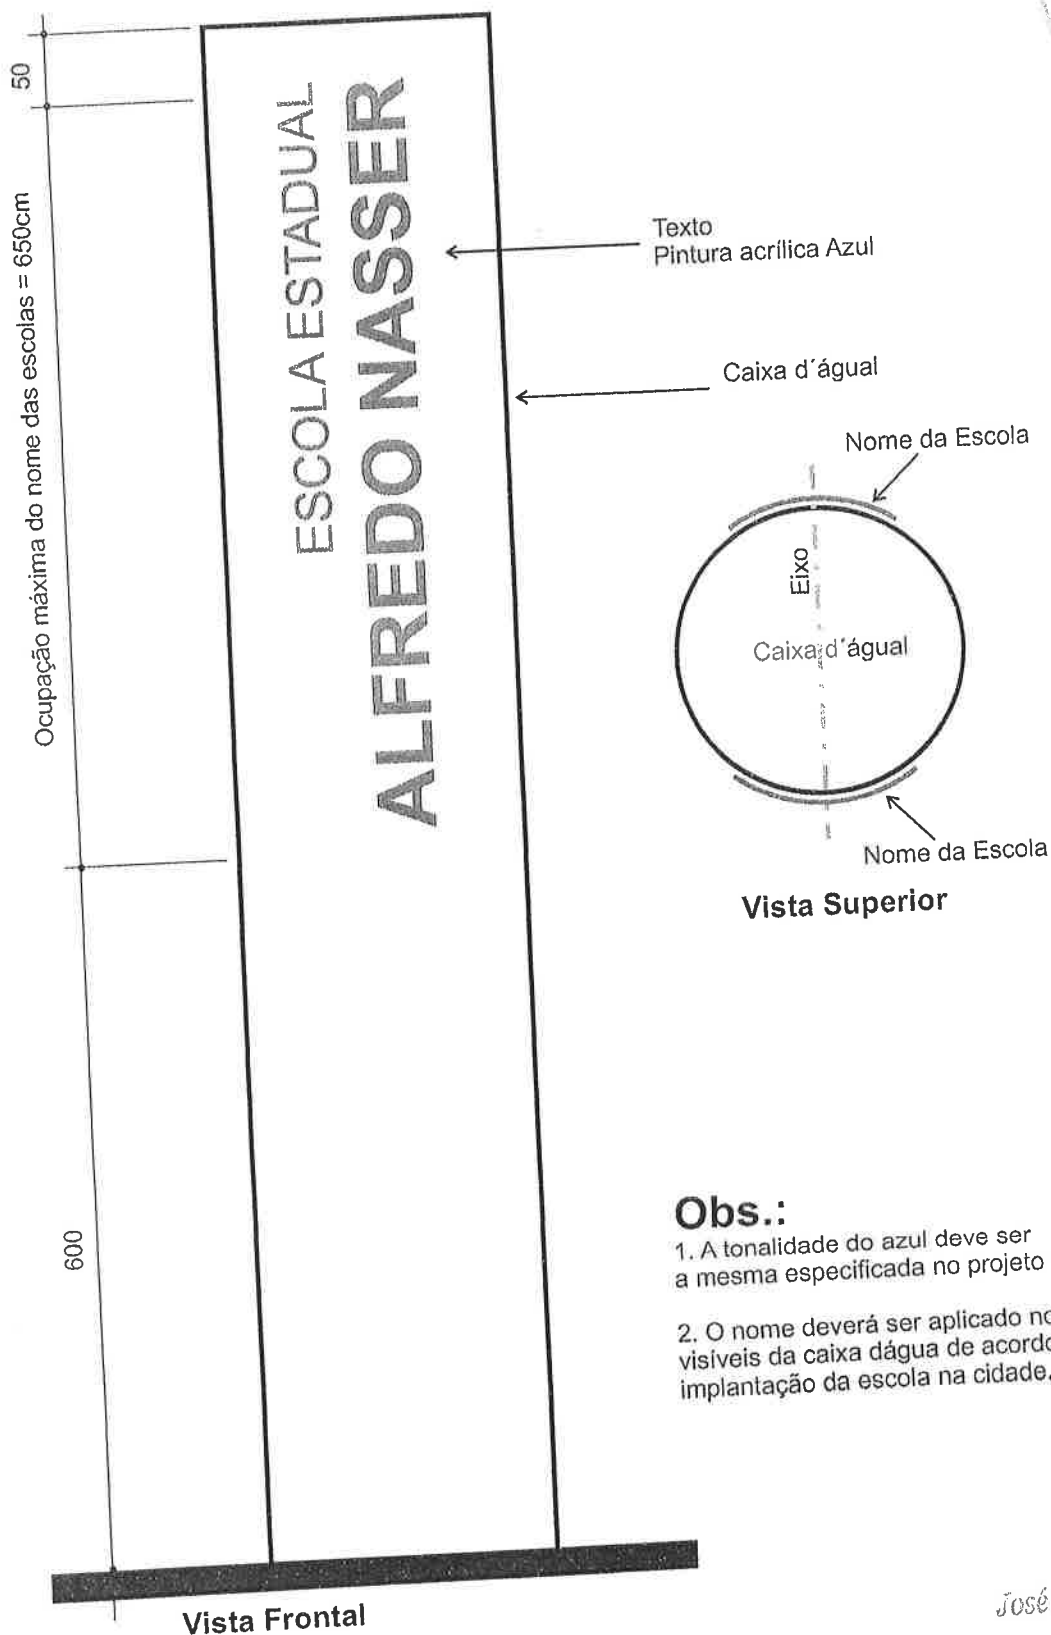 50
Ocupação máxima do nome das escolas = 650cm
600
ESCOLA ESTADUAL
ALFREDO NASSER
Texto
Pintura acrílica Azul
Caixa d´águal
Nome da Escola
Eixo
Caixa d´águal
Nome da Escola
Vista Superior
Obs.:
1. A tonalidade do azul deve ser
a mesma especificada no projeto
2. O nome deverá ser aplicado no
visíveis da caixa dágua de acordo
implantação da escola na cidade.
Vista Frontal
José